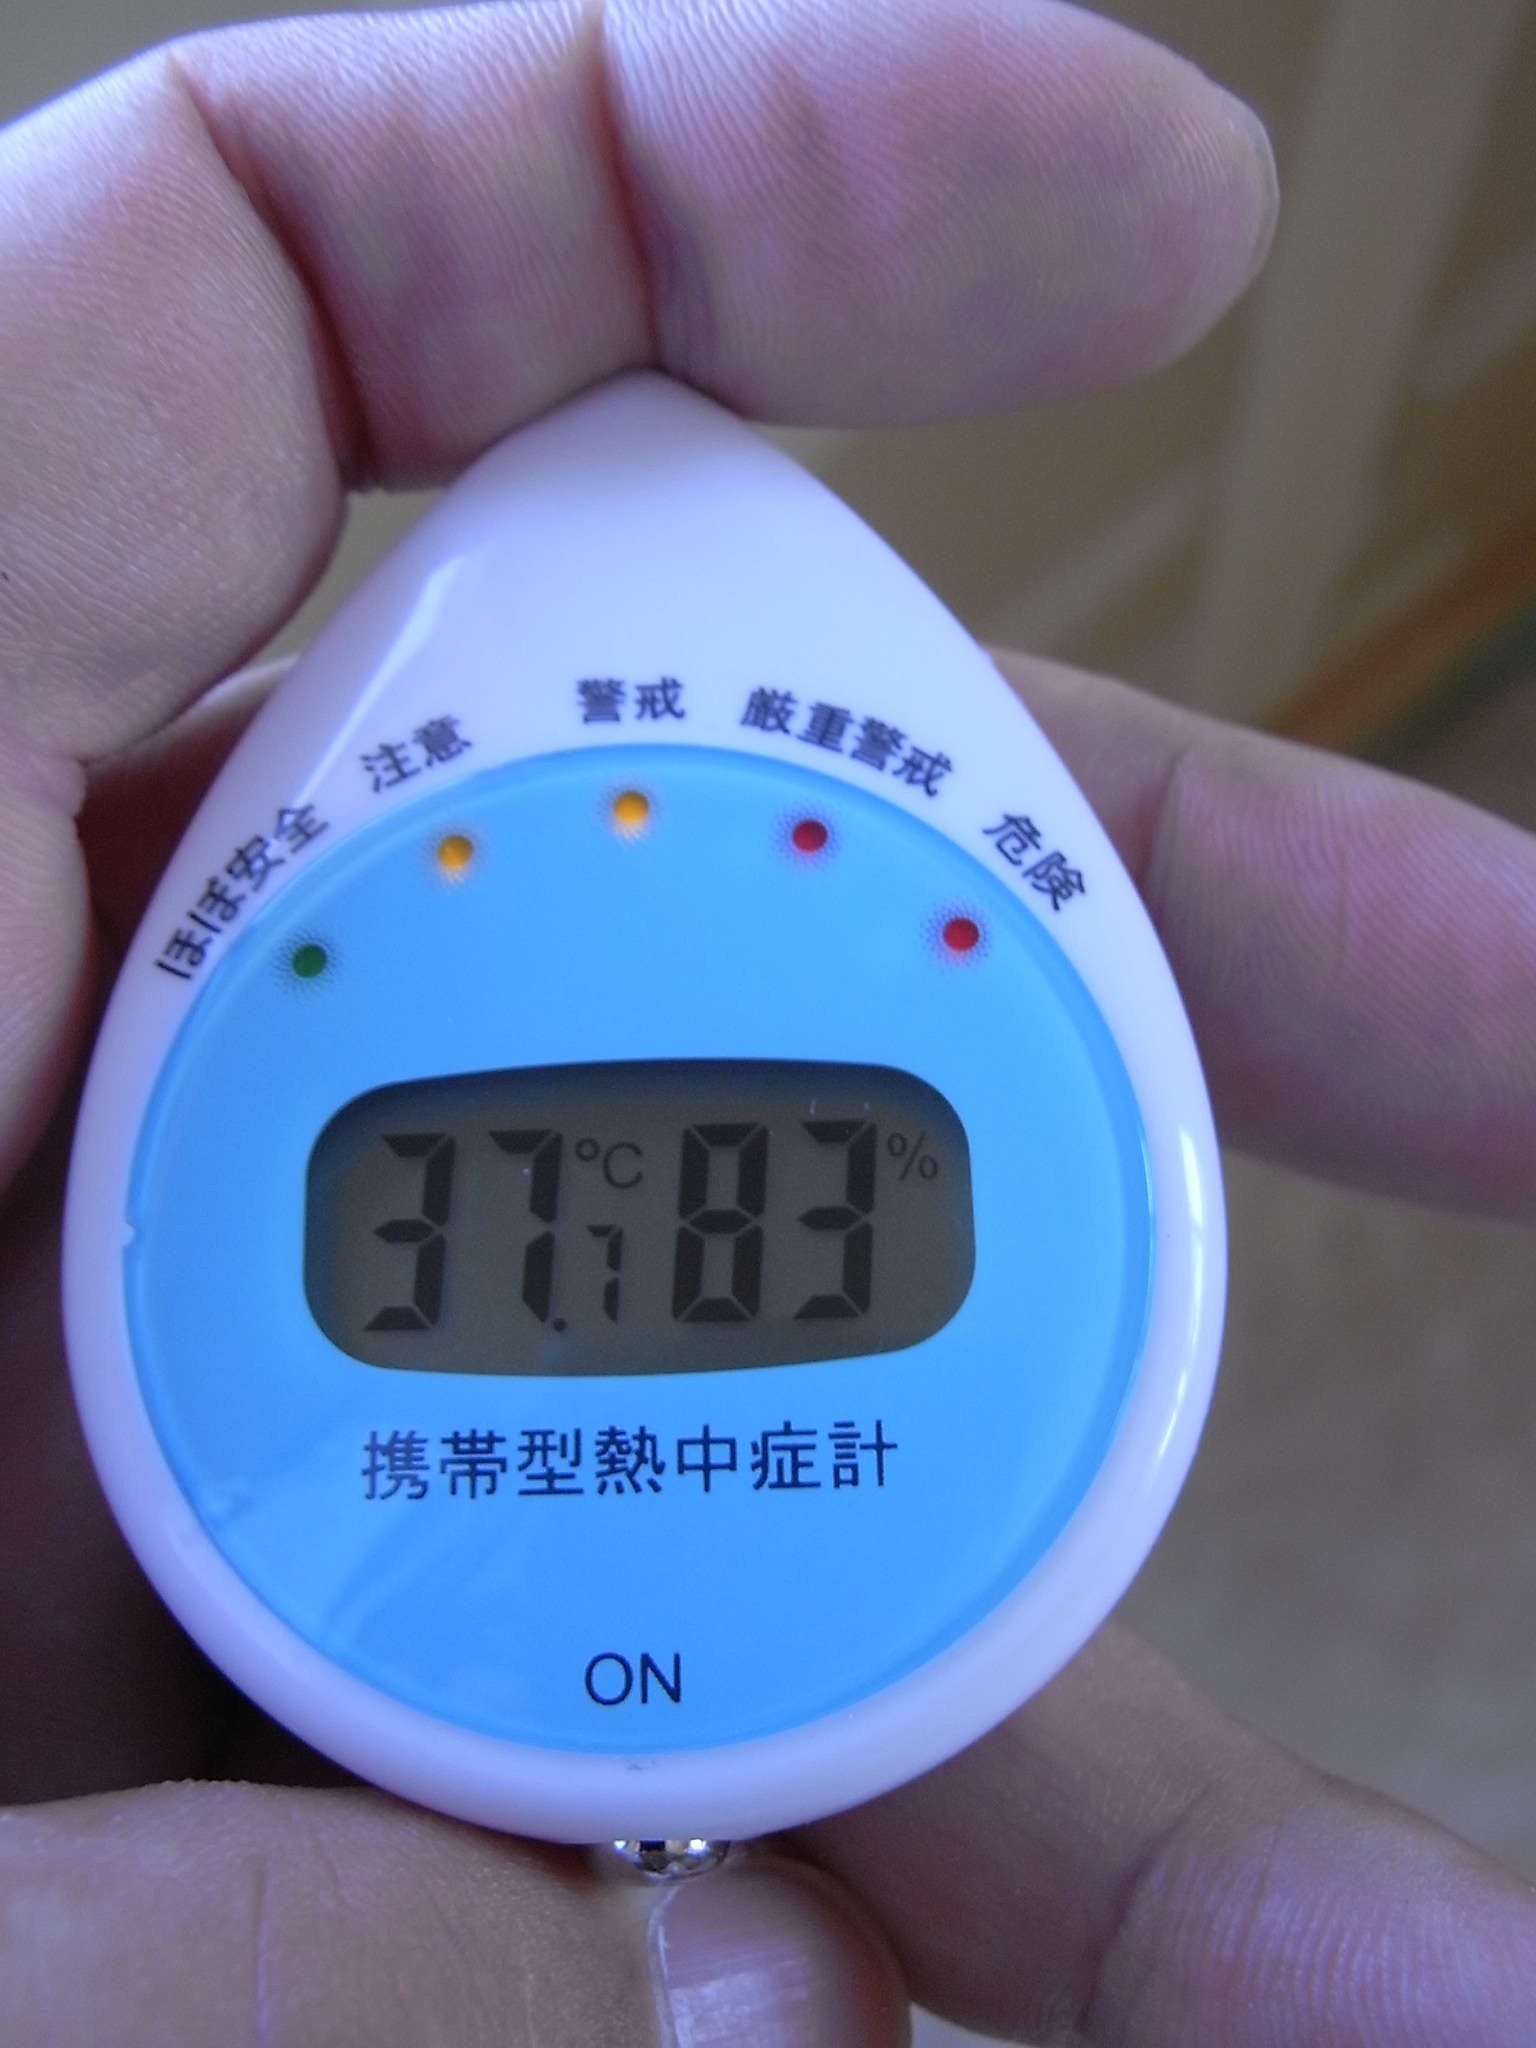 ほぼ安全
注意
警戒
厳重警戒
危険
37.7℃ 83%
携帯型熱中症計
ON